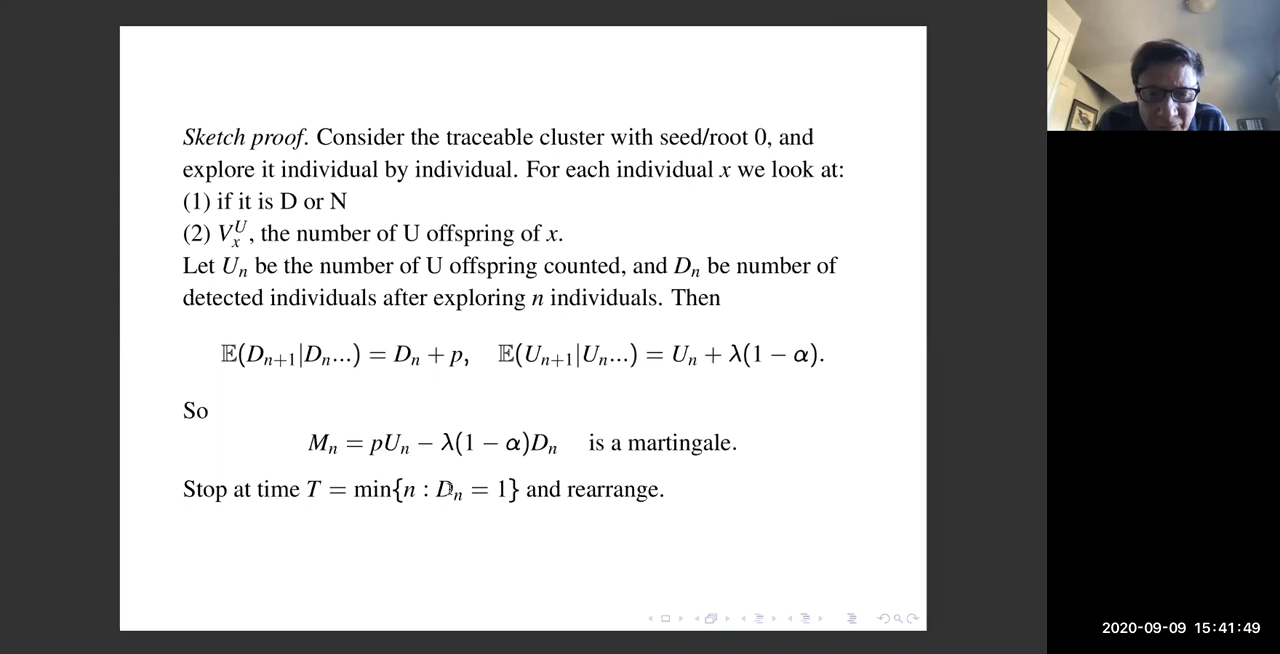 Sketch proof. Consider the traceable cluster with seed/root 0, and
explore it individual by individual. For each individual x we look at:
(1) if it is D or N
(2) V_x^U, the number of U offspring of x.
Let U_n be the number of U offspring counted, and D_n be number of
detected individuals after exploring n individuals. Then
𝔼(D_{n+1}|D_n...) = D_n + p, 𝔼(U_{n+1}|U_n...) = U_n + λ(1 − α).
So
M_n = pU_n − λ(1 − α)D_n is a martingale.
Stop at time T = min{n : D_n = 1} and rearrange.
2020-09-09 15:41:49